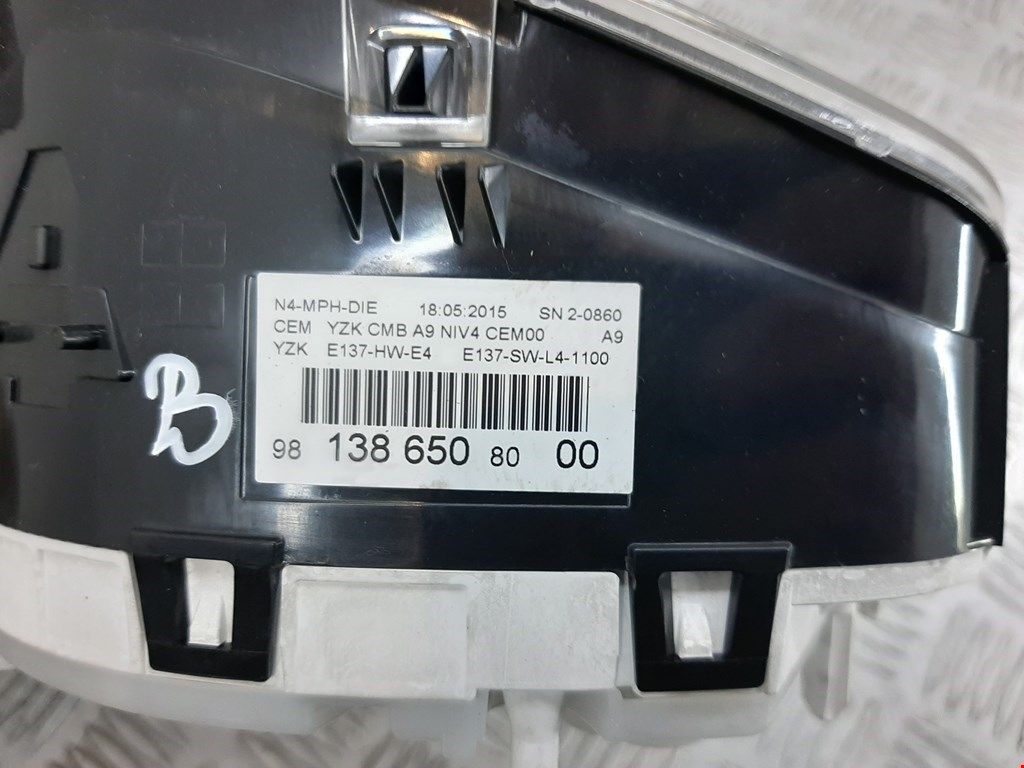 N4-MPH-DIE 18:05:2015 SN 2-0860
CEM YZK CMB A9 NIV4 CEM00 A9
YZK E137-HW-E4 E137-SW-L4-1100
98 138 650 80 00
B